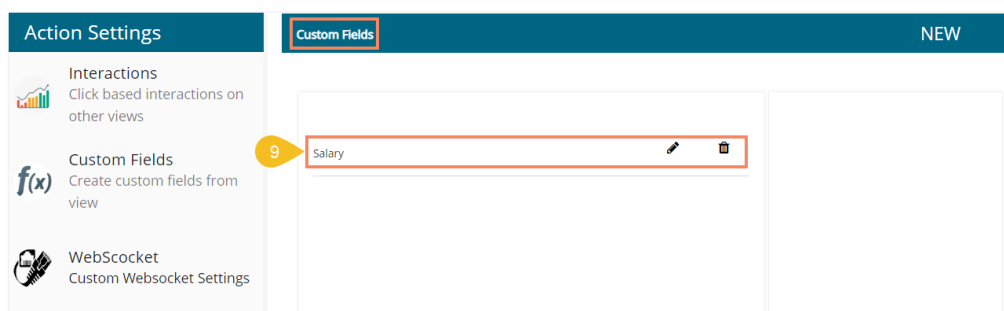 Action Settings
Interactions
Click based interactions on
other views
f(x)
Custom Fields
Create custom fields from
view
WebScocket
Custom Websocket Settings
Custom Fields
NEW
9
Salary